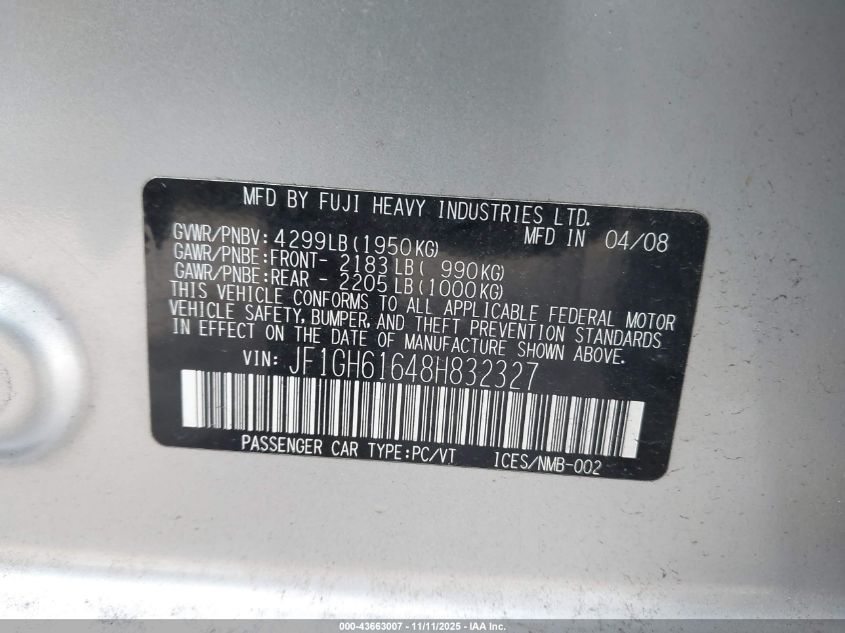 MFD BY FUJI HEAVY INDUSTRIES LTD.
GVWR/PNBV: 4299LB(1950KG) MFD IN 04/08
GAWR/PNBE:FRONT- 2183LB( 990KG)
GAWR/PNBE:REAR - 2205LB(1000KG)
THIS VEHICLE CONFORMS TO ALL APPLICABLE FEDERAL MOTOR
VEHICLE SAFETY, BUMPER, AND THEFT PREVENTION STANDARDS
IN EFFECT ON THE DATE OF MANUFACTURE SHOWN ABOVE.
VIN: JF1GH61648H832327
PASSENGER CAR TYPE:PC/VT ICES/NMB-002
000-43663007 - 11/11/2025 - IAA Inc.